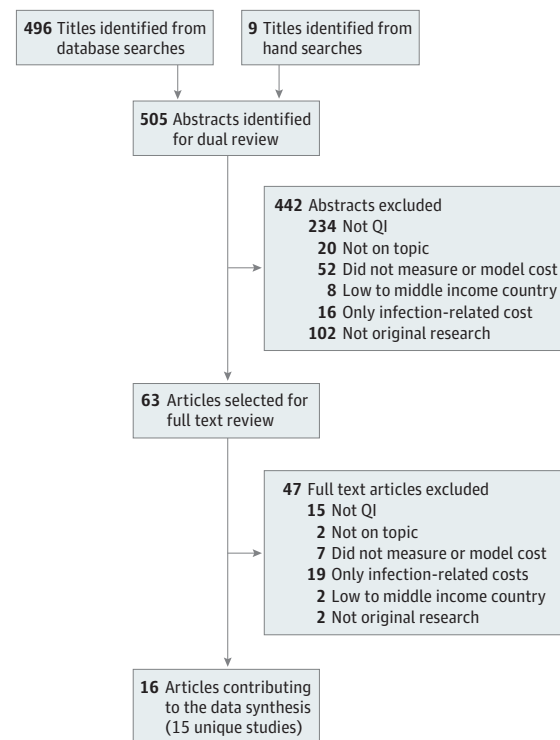 496 Titles identified from
database searches
9 Titles identified from
hand searches
505 Abstracts identified
for dual review
442 Abstracts excluded
234 Not QI
20 Not on topic
52 Did not measure or model cost
8 Low to middle income country
16 Only infection-related cost
102 Not original research
63 Articles selected for
full text review
47 Full text articles excluded
15 Not QI
2 Not on topic
7 Did not measure or model cost
19 Only infection-related costs
2 Low to middle income country
2 Not original research
16 Articles contributing
to the data synthesis
(15 unique studies)